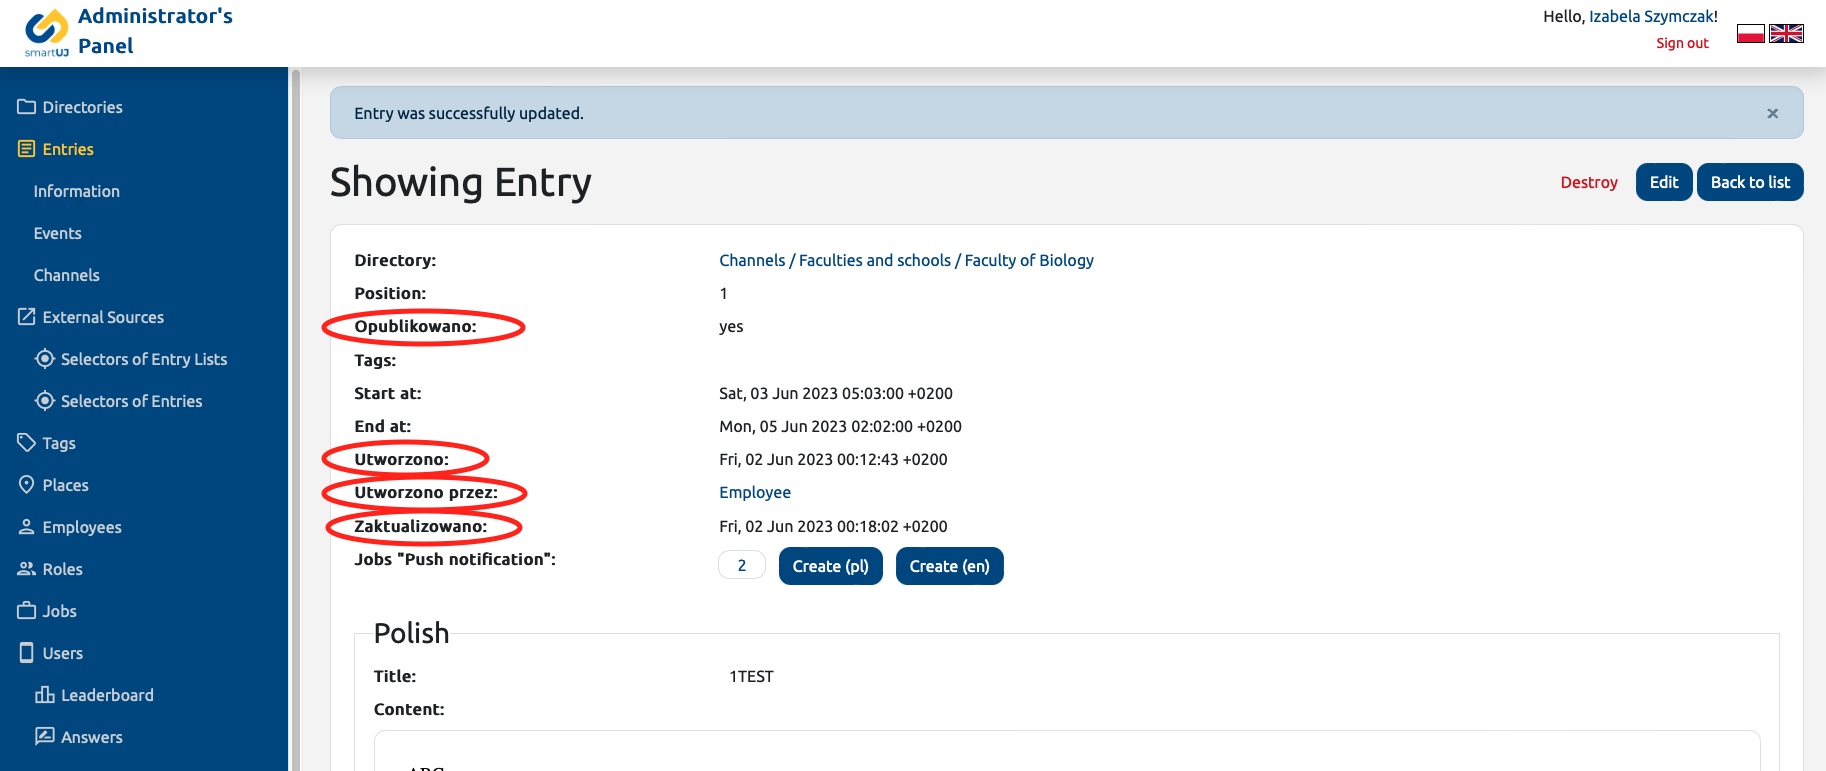 Administrator's
Panel
smartUJ
Hello, Izabela Szymczak!
Sign out
Directories
Entries
Information
Events
Channels
External Sources
Selectors of Entry Lists
Selectors of Entries
Tags
Places
Employees
Roles
Jobs
Users
Leaderboard
Answers
Entry was successfully updated. ×
Showing Entry
Destroy Edit Back to list
Directory: Channels / Faculties and schools / Faculty of Biology
Position: 1
Opublikowano: yes
Tags:
Start at: Sat, 03 Jun 2023 05:03:00 +0200
End at: Mon, 05 Jun 2023 02:02:00 +0200
Utworzono: Fri, 02 Jun 2023 00:12:43 +0200
Utworzono przez: Employee
Zaktualizowano: Fri, 02 Jun 2023 00:18:02 +0200
Jobs "Push notification": 2 Create (pl) Create (en)
Polish
Title: 1TEST
Content: